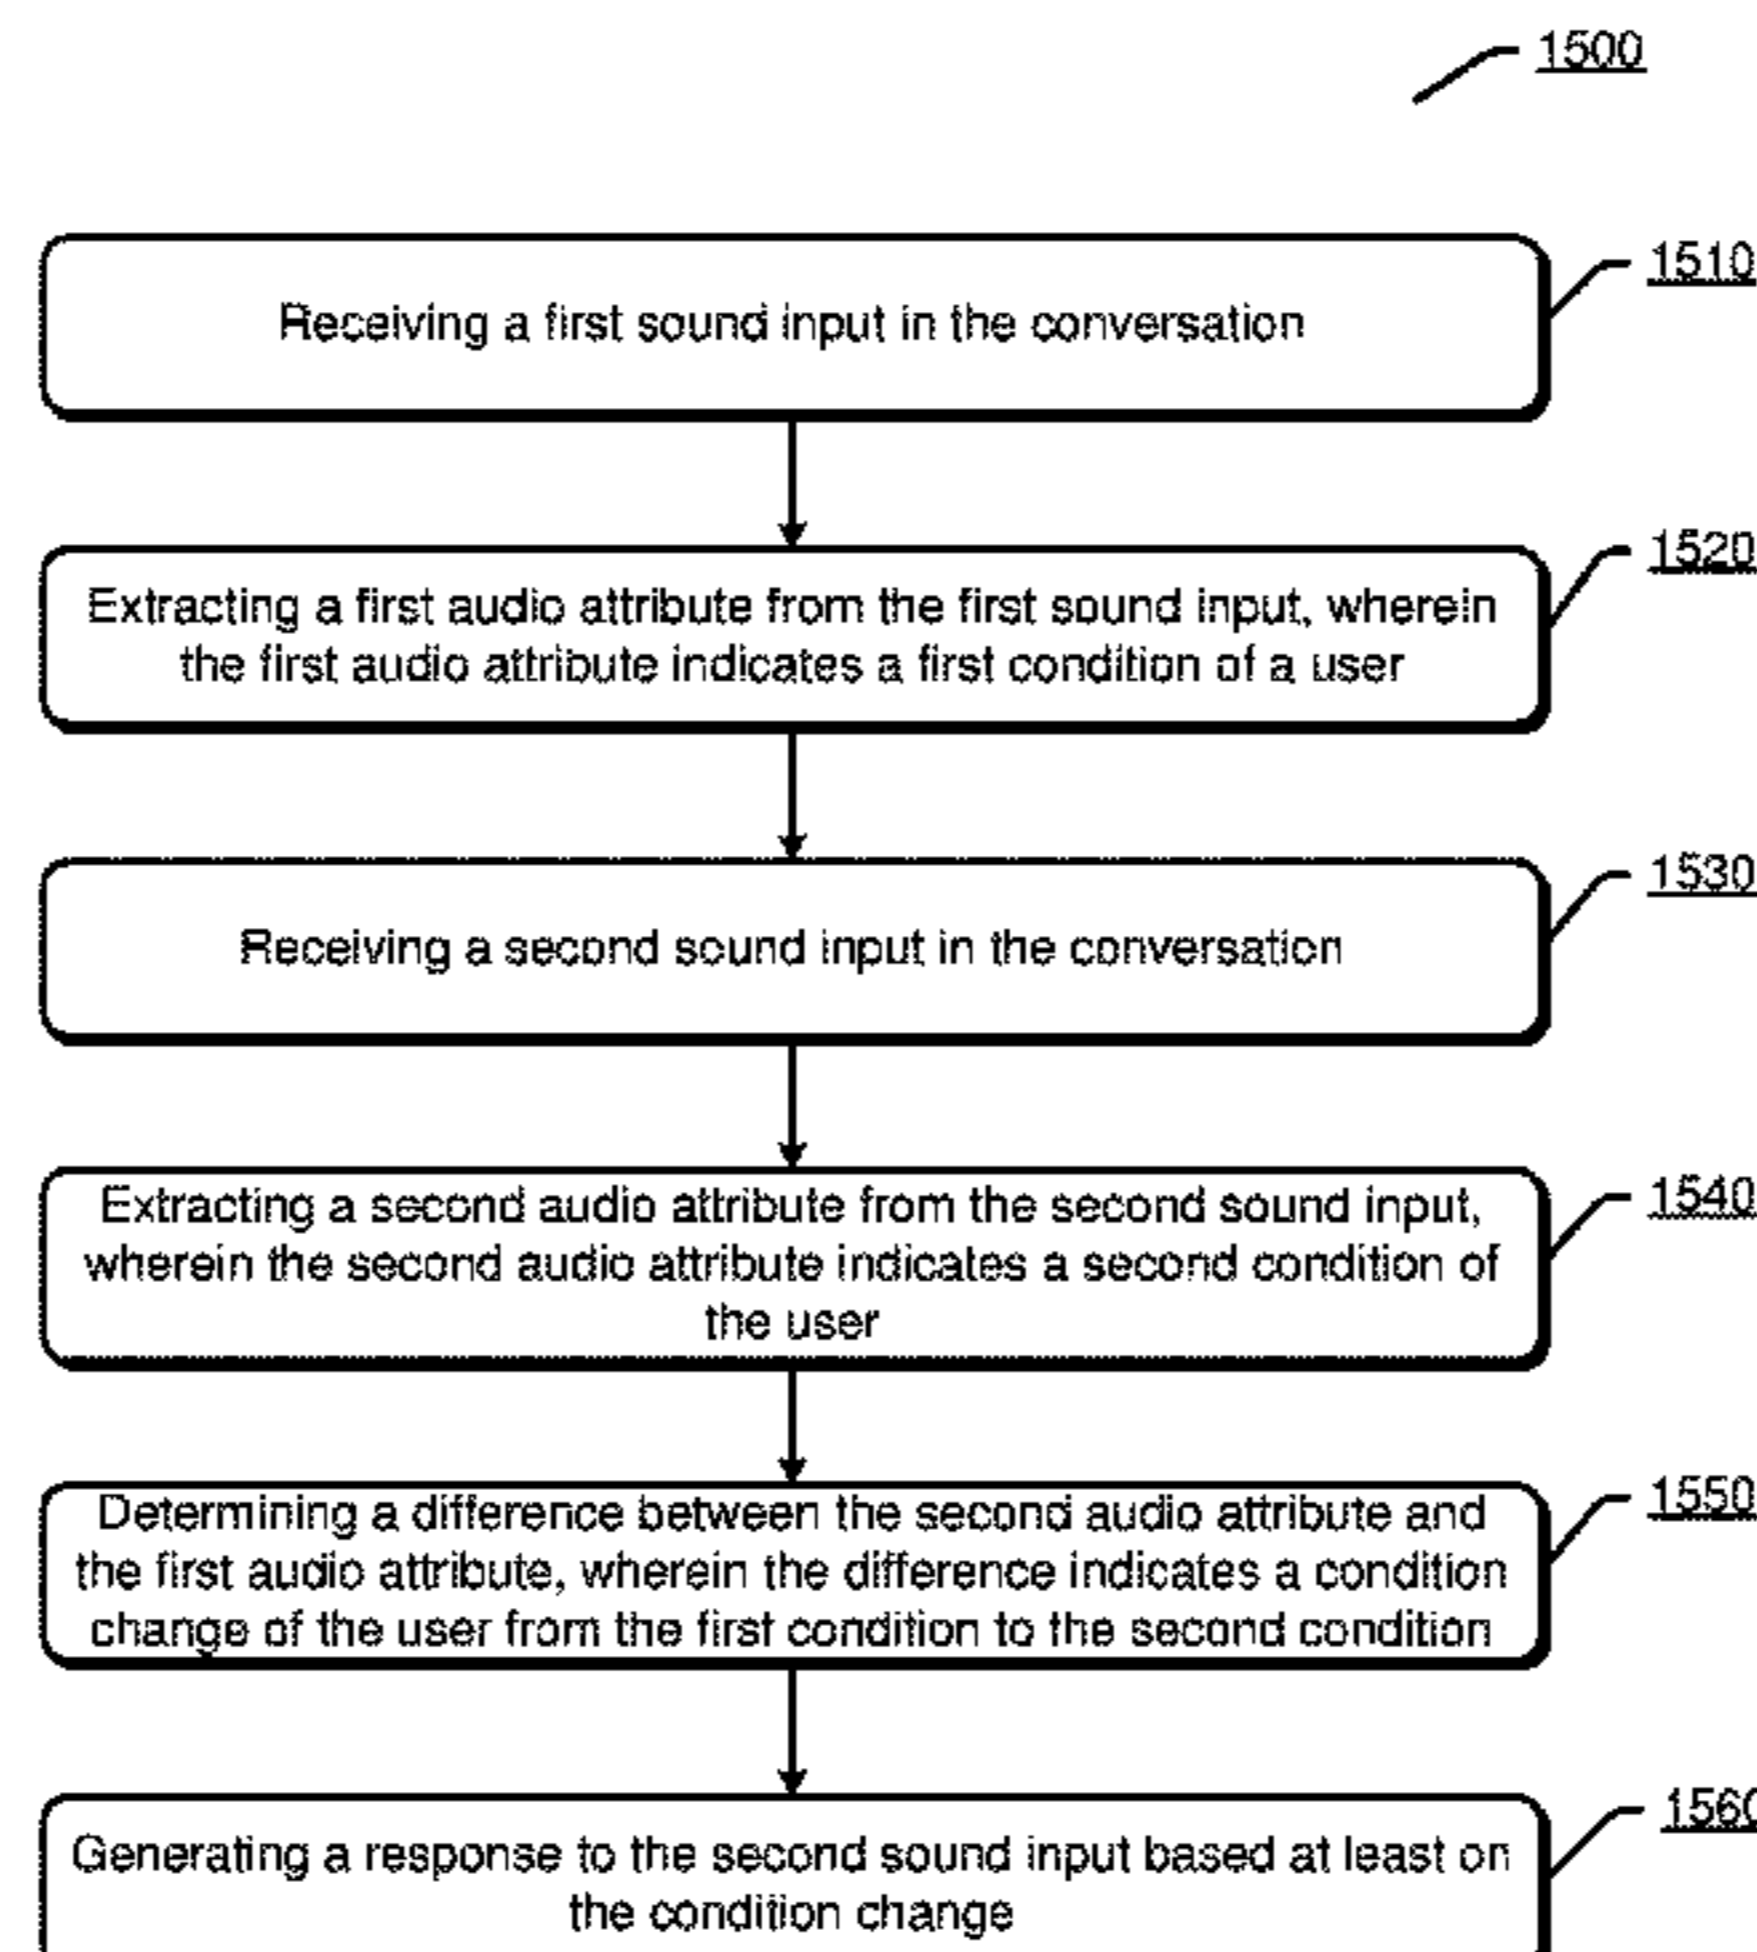 1500
Receiving a first sound input in the conversation
1510
Extracting a first audio attribute from the first sound input, wherein
the first audio attribute indicates a first condition of a user
1520
Receiving a second sound input in the conversation
1530
Extracting a second audio attribute from the second sound input,
wherein the second audio attribute indicates a second condition of
the user
1540
Determining a difference between the second audio attribute and
the first audio attribute, wherein the difference indicates a condition
change of the user from the first condition to the second condition
1550
Generating a response to the second sound input based at least on
the condition change
1560